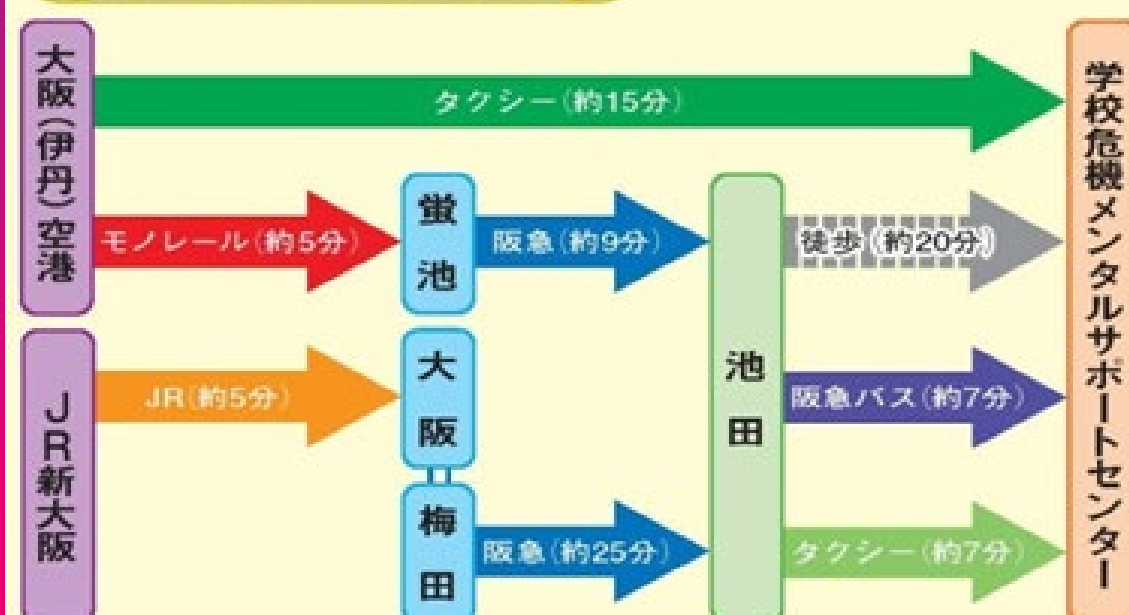 大阪(伊丹)空港
タクシー(約15分)
モノレール(約5分)
蛍池
阪急(約9分)
徒歩(約20分)
JR新大阪
JR(約5分)
大阪
梅田
阪急(約25分)
池田
阪急バス(約7分)
タクシー(約7分)
学校危機メンタルサポートセンター